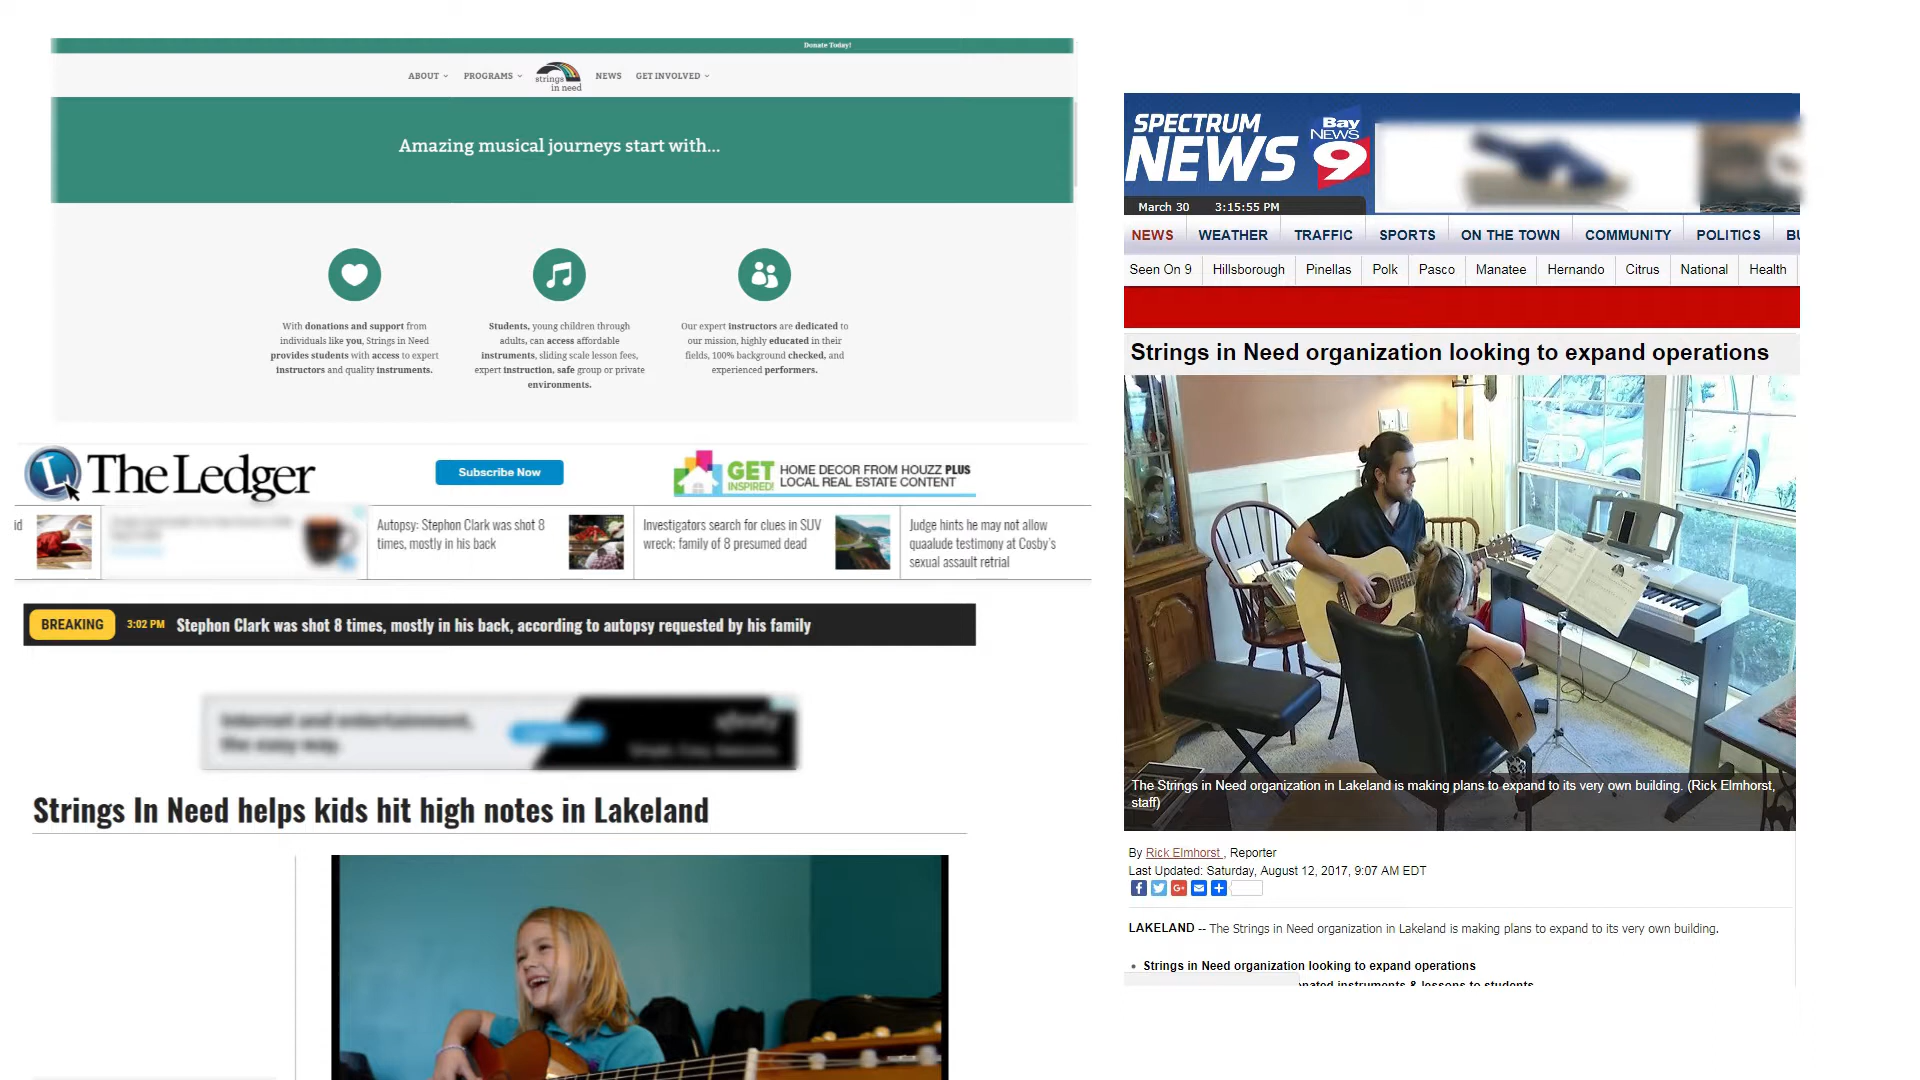 Donate Today!
ABOUT
PROGRAMS
strings
in need
NEWS
GET INVOLVED
Amazing musical journeys start with...
With donations and support from
individuals like you, Strings in Need
provides students with access to expert
instructors and quality instruments.
Students, young children through
adults, can access affordable
instruments, sliding scale lesson fees,
expert instruction, safe group or private
environments.
Our expert instructors are dedicated to
our mission, highly educated in their
fields, 100% background checked, and
experienced performers.
L The Ledger
Subscribe Now
GET
INSPIRED!
HOME DECOR FROM HOUZZ PLUS
LOCAL REAL ESTATE CONTENT
id
Autopsy: Stephon Clark was shot 8
times, mostly in his back
Investigators search for clues in SUV
wreck; family of 8 presumed dead
Judge hints he may not allow
quaalude testimony at Cosby's
sexual assault retrial
BREAKING 3:02 PM Stephon Clark was shot 8 times, mostly in his back, according to autopsy requested by his family
Internet and entertainment,
the easy way.
xfinity
Strings In Need helps kids hit high notes in Lakeland
SPECTRUM
NEWS
Bay
NEWS
9
March 30 3:15:55 PM
NEWS WEATHER TRAFFIC SPORTS ON THE TOWN COMMUNITY POLITICS BU
Seen On 9 Hillsborough Pinellas Polk Pasco Manatee Hernando Citrus National Health
Strings in Need organization looking to expand operations
The Strings in Need organization in Lakeland is making plans to expand to its very own building. (Rick Elmhorst,
staff)
By Rick Elmhorst , Reporter
Last Updated: Saturday, August 12, 2017, 9:07 AM EDT
LAKELAND -- The Strings in Need organization in Lakeland is making plans to expand to its very own building.
• Strings in Need organization looking to expand operations
instruments & lessons to students